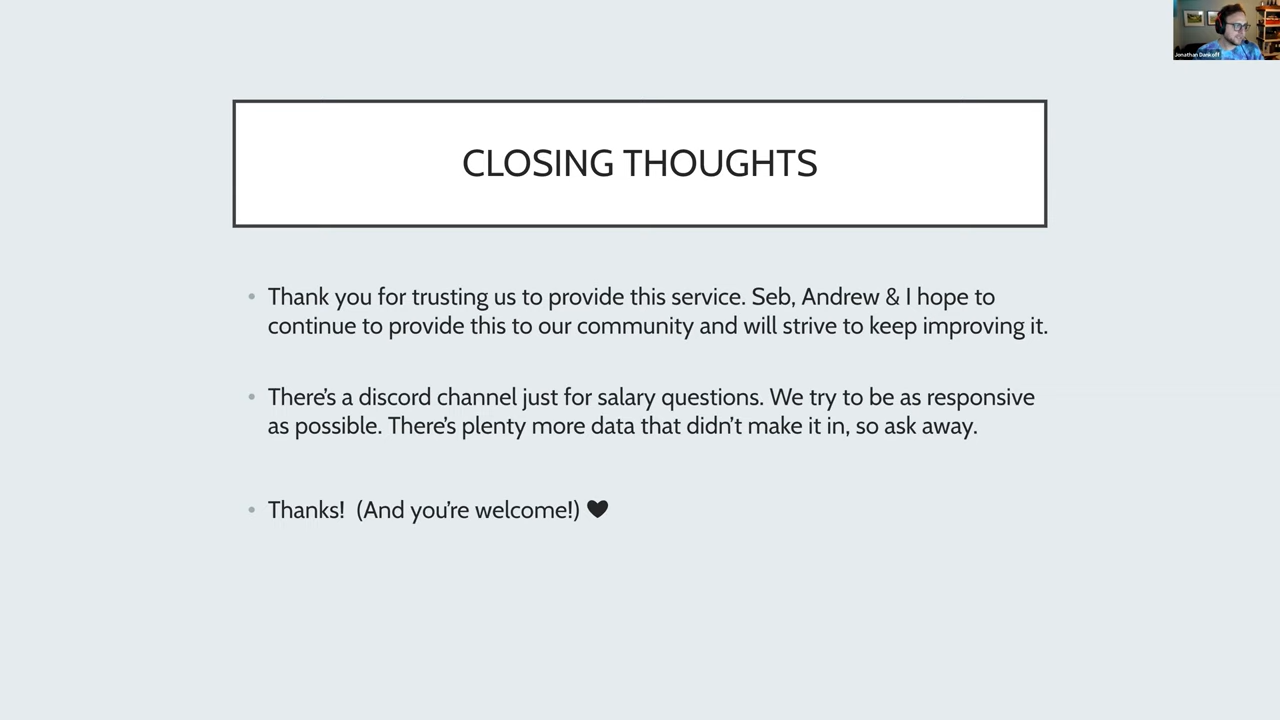 Jonathan Dankoff
CLOSING THOUGHTS
• Thank you for trusting us to provide this service. Seb, Andrew & I hope to
continue to provide this to our community and will strive to keep improving it.
• There's a discord channel just for salary questions. We try to be as responsive
as possible. There's plenty more data that didn't make it in, so ask away.
• Thanks!  (And you're welcome!) ♥